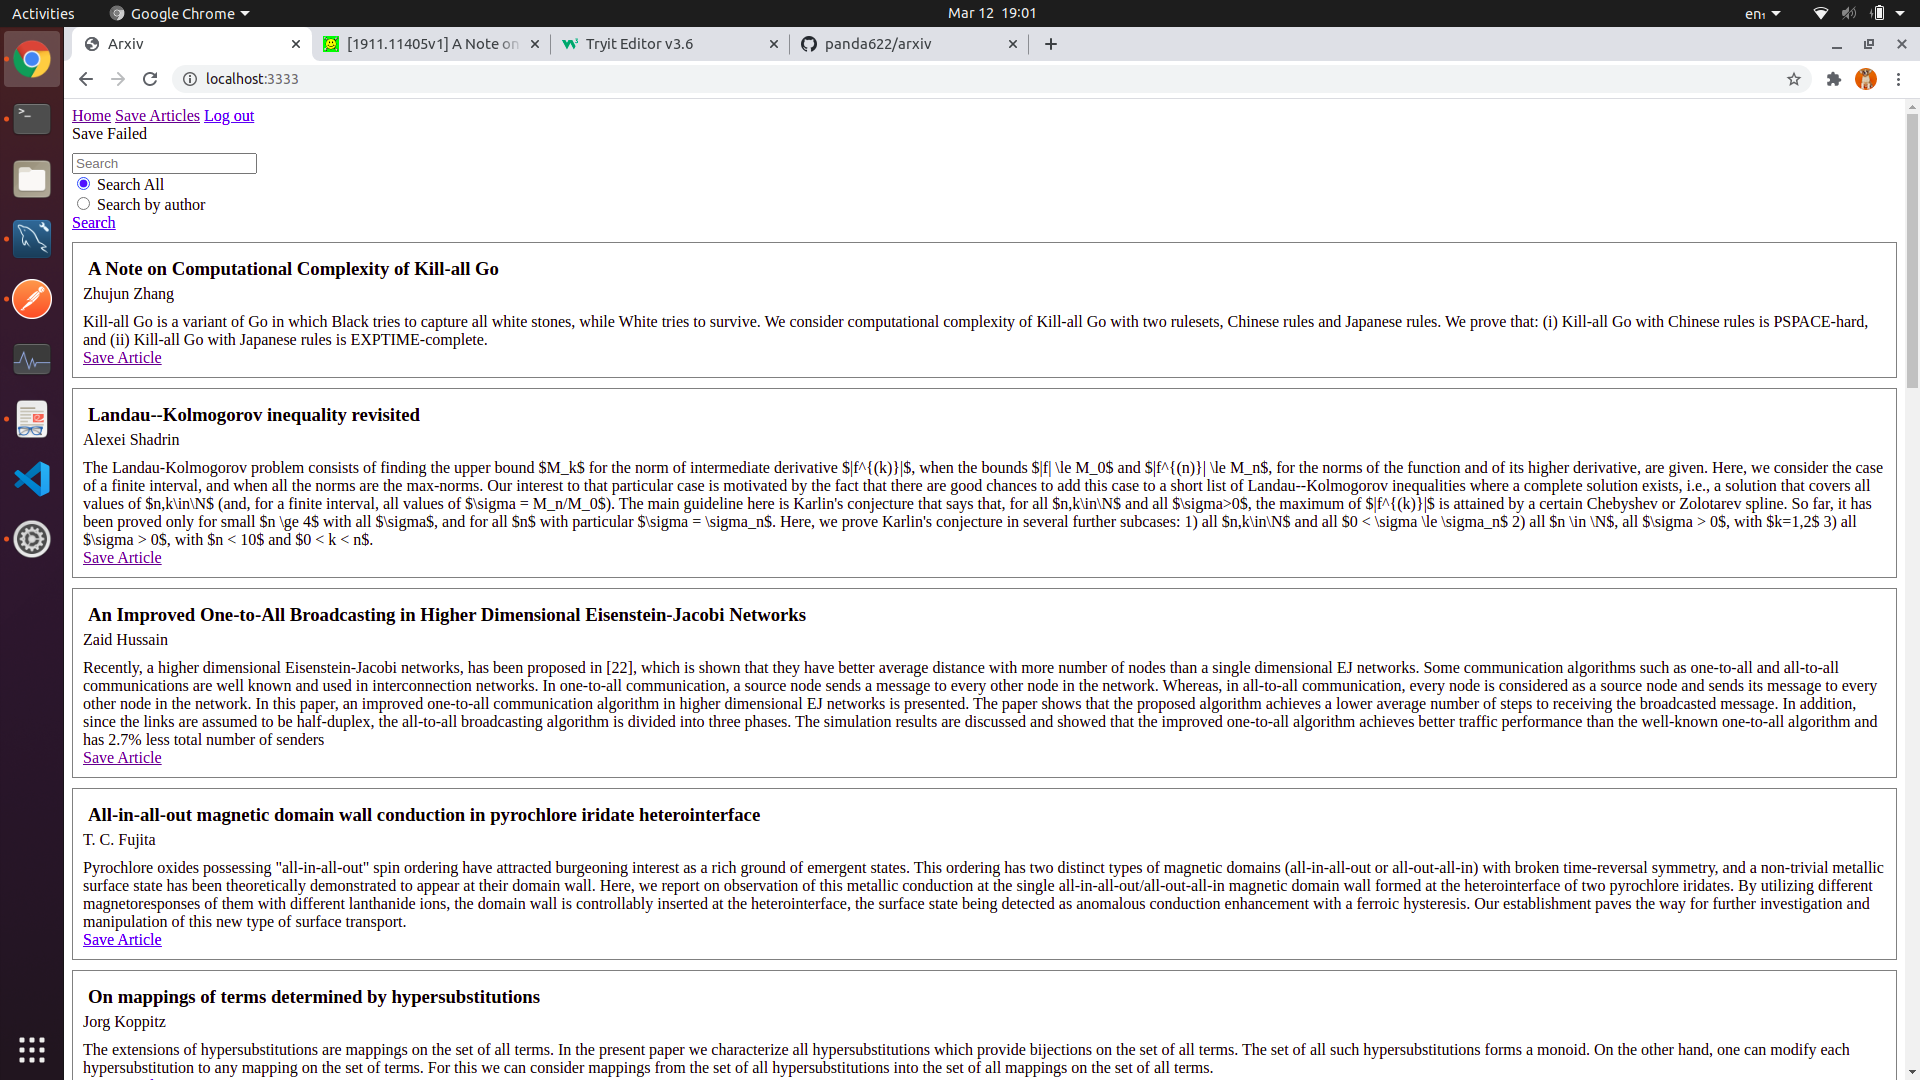 Activities
Google Chrome
Mar 12 19:01
en₁
Arxiv
[1911.11405v1] A Note on
Tryit Editor v3.6
panda622/arxiv
localhost:3333
Home Save Articles Log out
Save Failed
Search
Search All
Search by author
Search
A Note on Computational Complexity of Kill-all Go
Zhujun Zhang
Kill-all Go is a variant of Go in which Black tries to capture all white stones, while White tries to survive. We consider computational complexity of Kill-all Go with two rulesets, Chinese rules and Japanese rules. We prove that: (i) Kill-all Go with Chinese rules is PSPACE-hard,
and (ii) Kill-all Go with Japanese rules is EXPTIME-complete.
Save Article
Landau--Kolmogorov inequality revisited
Alexei Shadrin
The Landau-Kolmogorov problem consists of finding the upper bound $M_k$ for the norm of intermediate derivative $|f^{(k)}|$, when the bounds $|f| \le M_0$ and $|f^{(n)}| \le M_n$, for the norms of the function and of its higher derivative, are given. Here, we consider the case
of a finite interval, and when all the norms are the max-norms. Our interest to that particular case is motivated by the fact that there are good chances to add this case to a short list of Landau--Kolmogorov inequalities where a complete solution exists, i.e., a solution that covers all
values of $n,k\in\N$ (and, for a finite interval, all values of $\sigma = M_n/M_0$). The main guideline here is Karlin's conjecture that says that, for all $n,k\in\N$ and all $\sigma>0$, the maximum of $|f^{(k)}|$ is attained by a certain Chebyshev or Zolotarev spline. So far, it has
been proved only for small $n \ge 4$ with all $\sigma$, and for all $n$ with particular $\sigma = \sigma_n$. Here, we prove Karlin's conjecture in several further subcases: 1) all $n,k\in\N$ and all $0 < \sigma \le \sigma_n$ 2) all $n \in \N$, all $\sigma > 0$, with $k=1,2$ 3) all
$\sigma > 0$, with $n < 10$ and $0 < k < n$.
Save Article
An Improved One-to-All Broadcasting in Higher Dimensional Eisenstein-Jacobi Networks
Zaid Hussain
Recently, a higher dimensional Eisenstein-Jacobi networks, has been proposed in [22], which is shown that they have better average distance with more number of nodes than a single dimensional EJ networks. Some communication algorithms such as one-to-all and all-to-all
communications are well known and used in interconnection networks. In one-to-all communication, a source node sends a message to every other node in the network. Whereas, in all-to-all communication, every node is considered as a source node and sends its message to every
other node in the network. In this paper, an improved one-to-all communication algorithm in higher dimensional EJ networks is presented. The paper shows that the proposed algorithm achieves a lower average number of steps to receiving the broadcasted message. In addition,
since the links are assumed to be half-duplex, the all-to-all broadcasting algorithm is divided into three phases. The simulation results are discussed and showed that the improved one-to-all algorithm achieves better traffic performance than the well-known one-to-all algorithm and
has 2.7% less total number of senders
Save Article
All-in-all-out magnetic domain wall conduction in pyrochlore iridate heterointerface
T. C. Fujita
Pyrochlore oxides possessing "all-in-all-out" spin ordering have attracted burgeoning interest as a rich ground of emergent states. This ordering has two distinct types of magnetic domains (all-in-all-out or all-out-all-in) with broken time-reversal symmetry, and a non-trivial metallic
surface state has been theoretically demonstrated to appear at their domain wall. Here, we report on observation of this metallic conduction at the single all-in-all-out/all-out-all-in magnetic domain wall formed at the heterointerface of two pyrochlore iridates. By utilizing different
magnetoresponses of them with different lanthanide ions, the domain wall is controllably inserted at the heterointerface, the surface state being detected as anomalous conduction enhancement with a ferroic hysteresis. Our establishment paves the way for further investigation and
manipulation of this new type of surface transport.
Save Article
On mappings of terms determined by hypersubstitutions
Jorg Koppitz
The extensions of hypersubstitutions are mappings on the set of all terms. In the present paper we characterize all hypersubstitutions which provide bijections on the set of all terms. The set of all such hypersubstitutions forms a monoid. On the other hand, one can modify each
hypersubstitution to any mapping on the set of terms. For this we can consider mappings from the set of all hypersubstitutions into the set of all mappings on the set of all terms.